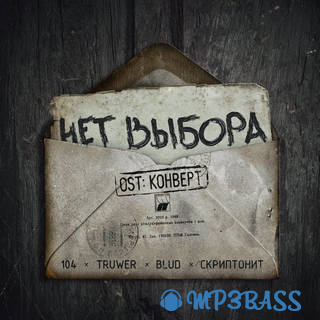 НЕТ ВЫБОРА
OST: КОНВЕРТ
104 × TRUWER × BLUD × СКРИПТОНИТ
MP3BASS